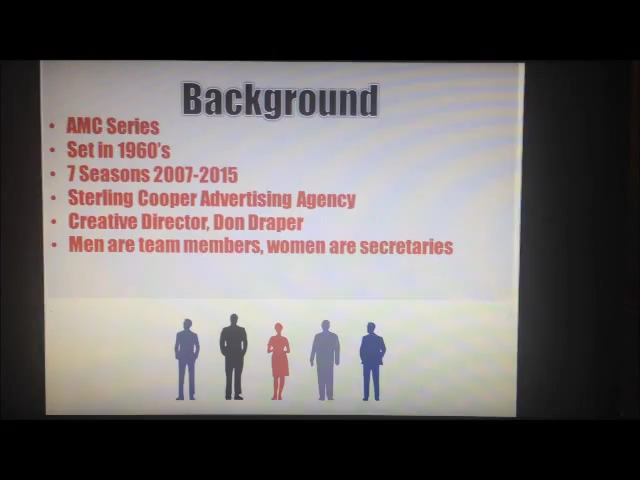 Background
• AMC Series
• Set in 1960's
• 7 Seasons 2007-2015
• Sterling Cooper Advertising Agency
• Creative Director, Don Draper
• Men are team members, women are secretaries